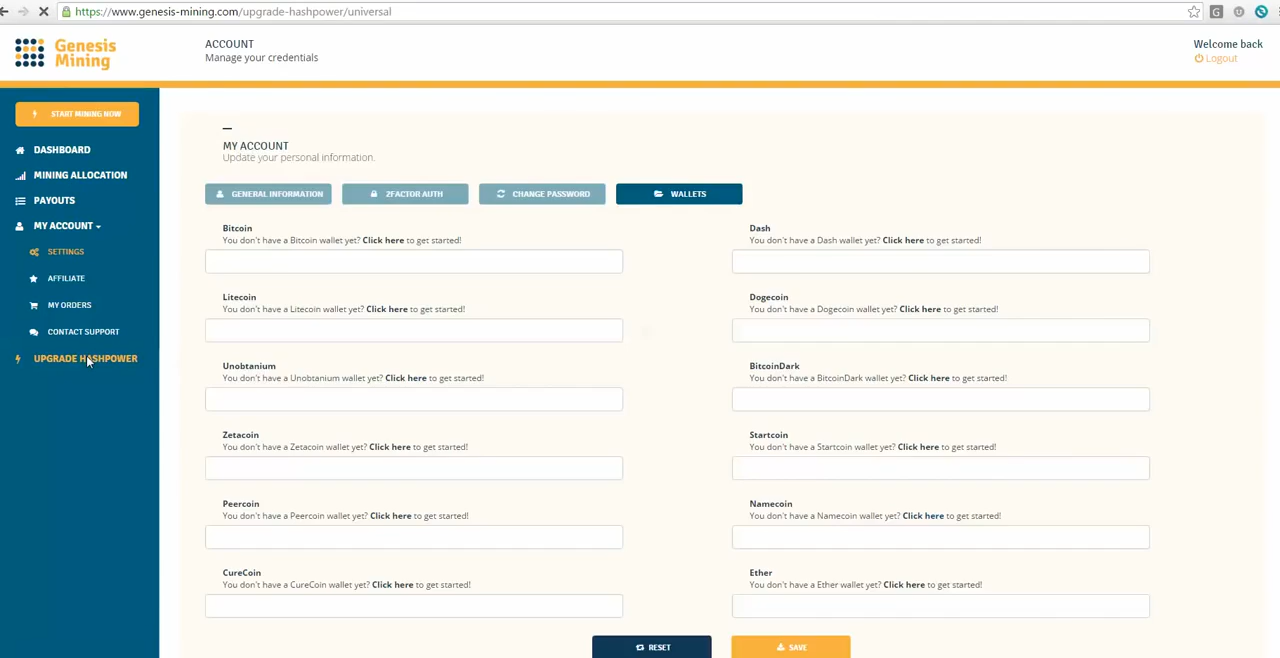 https://www.genesis-mining.com/upgrade-hashpower/universal
G
Genesis
Mining
ACCOUNT
Manage your credentials
Welcome back
Logout
START MINING NOW
DASHBOARD
MINING ALLOCATION
PAYOUTS
MY ACCOUNT
SETTINGS
AFFILIATE
MY ORDERS
CONTACT SUPPORT
UPGRADE HASHPOWER
MY ACCOUNT
Update your personal information.
GENERAL INFORMATION
2FACTOR AUTH
CHANGE PASSWORD
WALLETS
Bitcoin
You don't have a Bitcoin wallet yet? Click here to get started!
Dash
You don't have a Dash wallet yet? Click here to get started!
Litecoin
You don't have a Litecoin wallet yet? Click here to get started!
Dogecoin
You don't have a Dogecoin wallet yet? Click here to get started!
Unobtanium
You don't have a Unobtanium wallet yet? Click here to get started!
BitcoinDark
You don't have a BitcoinDark wallet yet? Click here to get started!
Zetacoin
You don't have a Zetacoin wallet yet? Click here to get started!
Startcoin
You don't have a Startcoin wallet yet? Click here to get started!
Peercoin
You don't have a Peercoin wallet yet? Click here to get started!
Namecoin
You don't have a Namecoin wallet yet? Click here to get started!
CureCoin
You don't have a CureCoin wallet yet? Click here to get started!
Ether
You don't have a Ether wallet yet? Click here to get started!
RESET
SAVE